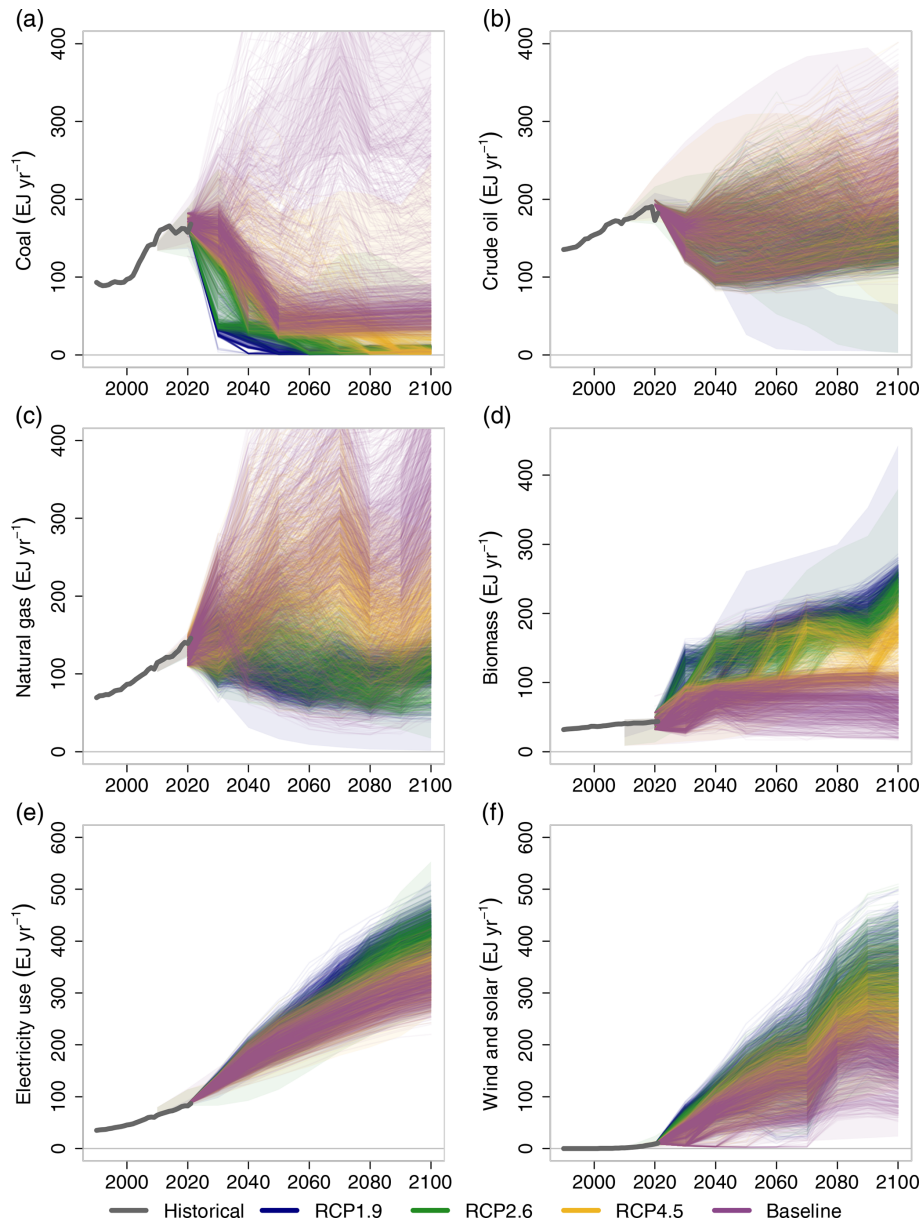 (a)
(b)
Coal (EJ yr−1)
0 100 200 300 400
2000 2020 2040 2060 2080 2100
Crude oil (EJ yr−1)
0 100 200 300 400
2000 2020 2040 2060 2080 2100
(c)
(d)
Natural gas (EJ yr−1)
0 100 200 300 400
2000 2020 2040 2060 2080 2100
Biomass (EJ yr−1)
0 100 200 300 400
2000 2020 2040 2060 2080 2100
(e)
(f)
Electricity use (EJ yr−1)
0 100 200 300 400 500 600
2000 2020 2040 2060 2080 2100
Wind and solar (EJ yr−1)
0 100 200 300 400 500 600
2000 2020 2040 2060 2080 2100
Historical RCP1.9 RCP2.6 RCP4.5 Baseline